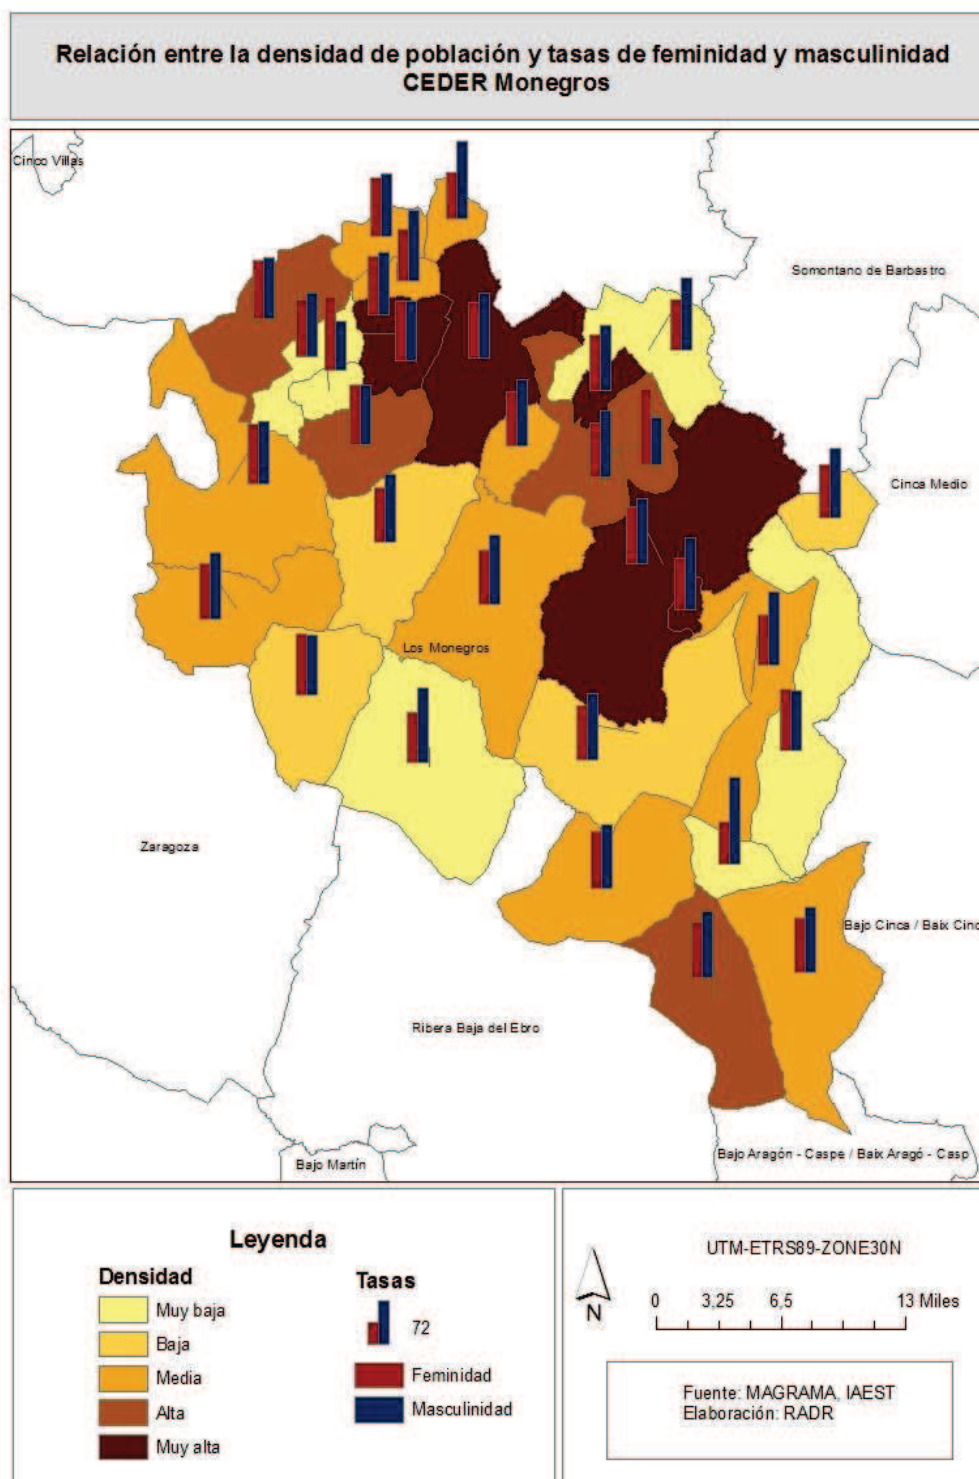 Relación entre la densidad de población y tasas de feminidad y masculinidad
CEDER Monegros
Cinco Villas
Somontano de Barbastro
Cinca Medio
Los Monegros
Zaragoza
Bajo Cinca / Baix Cinc
Ribera Baja del Ebro
Bajo Martín
Bajo Aragón - Caspe / Baix Aragó - Casp
Leyenda
Densidad
Muy baja
Baja
Media
Alta
Muy alta
Tasas
72
Feminidad
Masculinidad
UTM-ETRS89-ZONE30N
0 3,25 6,5 13 Miles
N
Fuente: MAGRAMA, IAEST
Elaboración: RADR